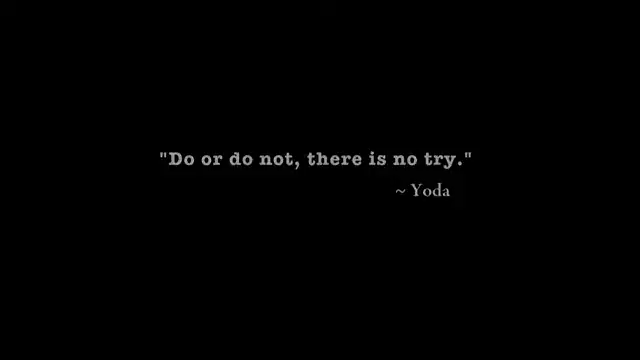 "Do or do not, there is no try."
~ Yoda